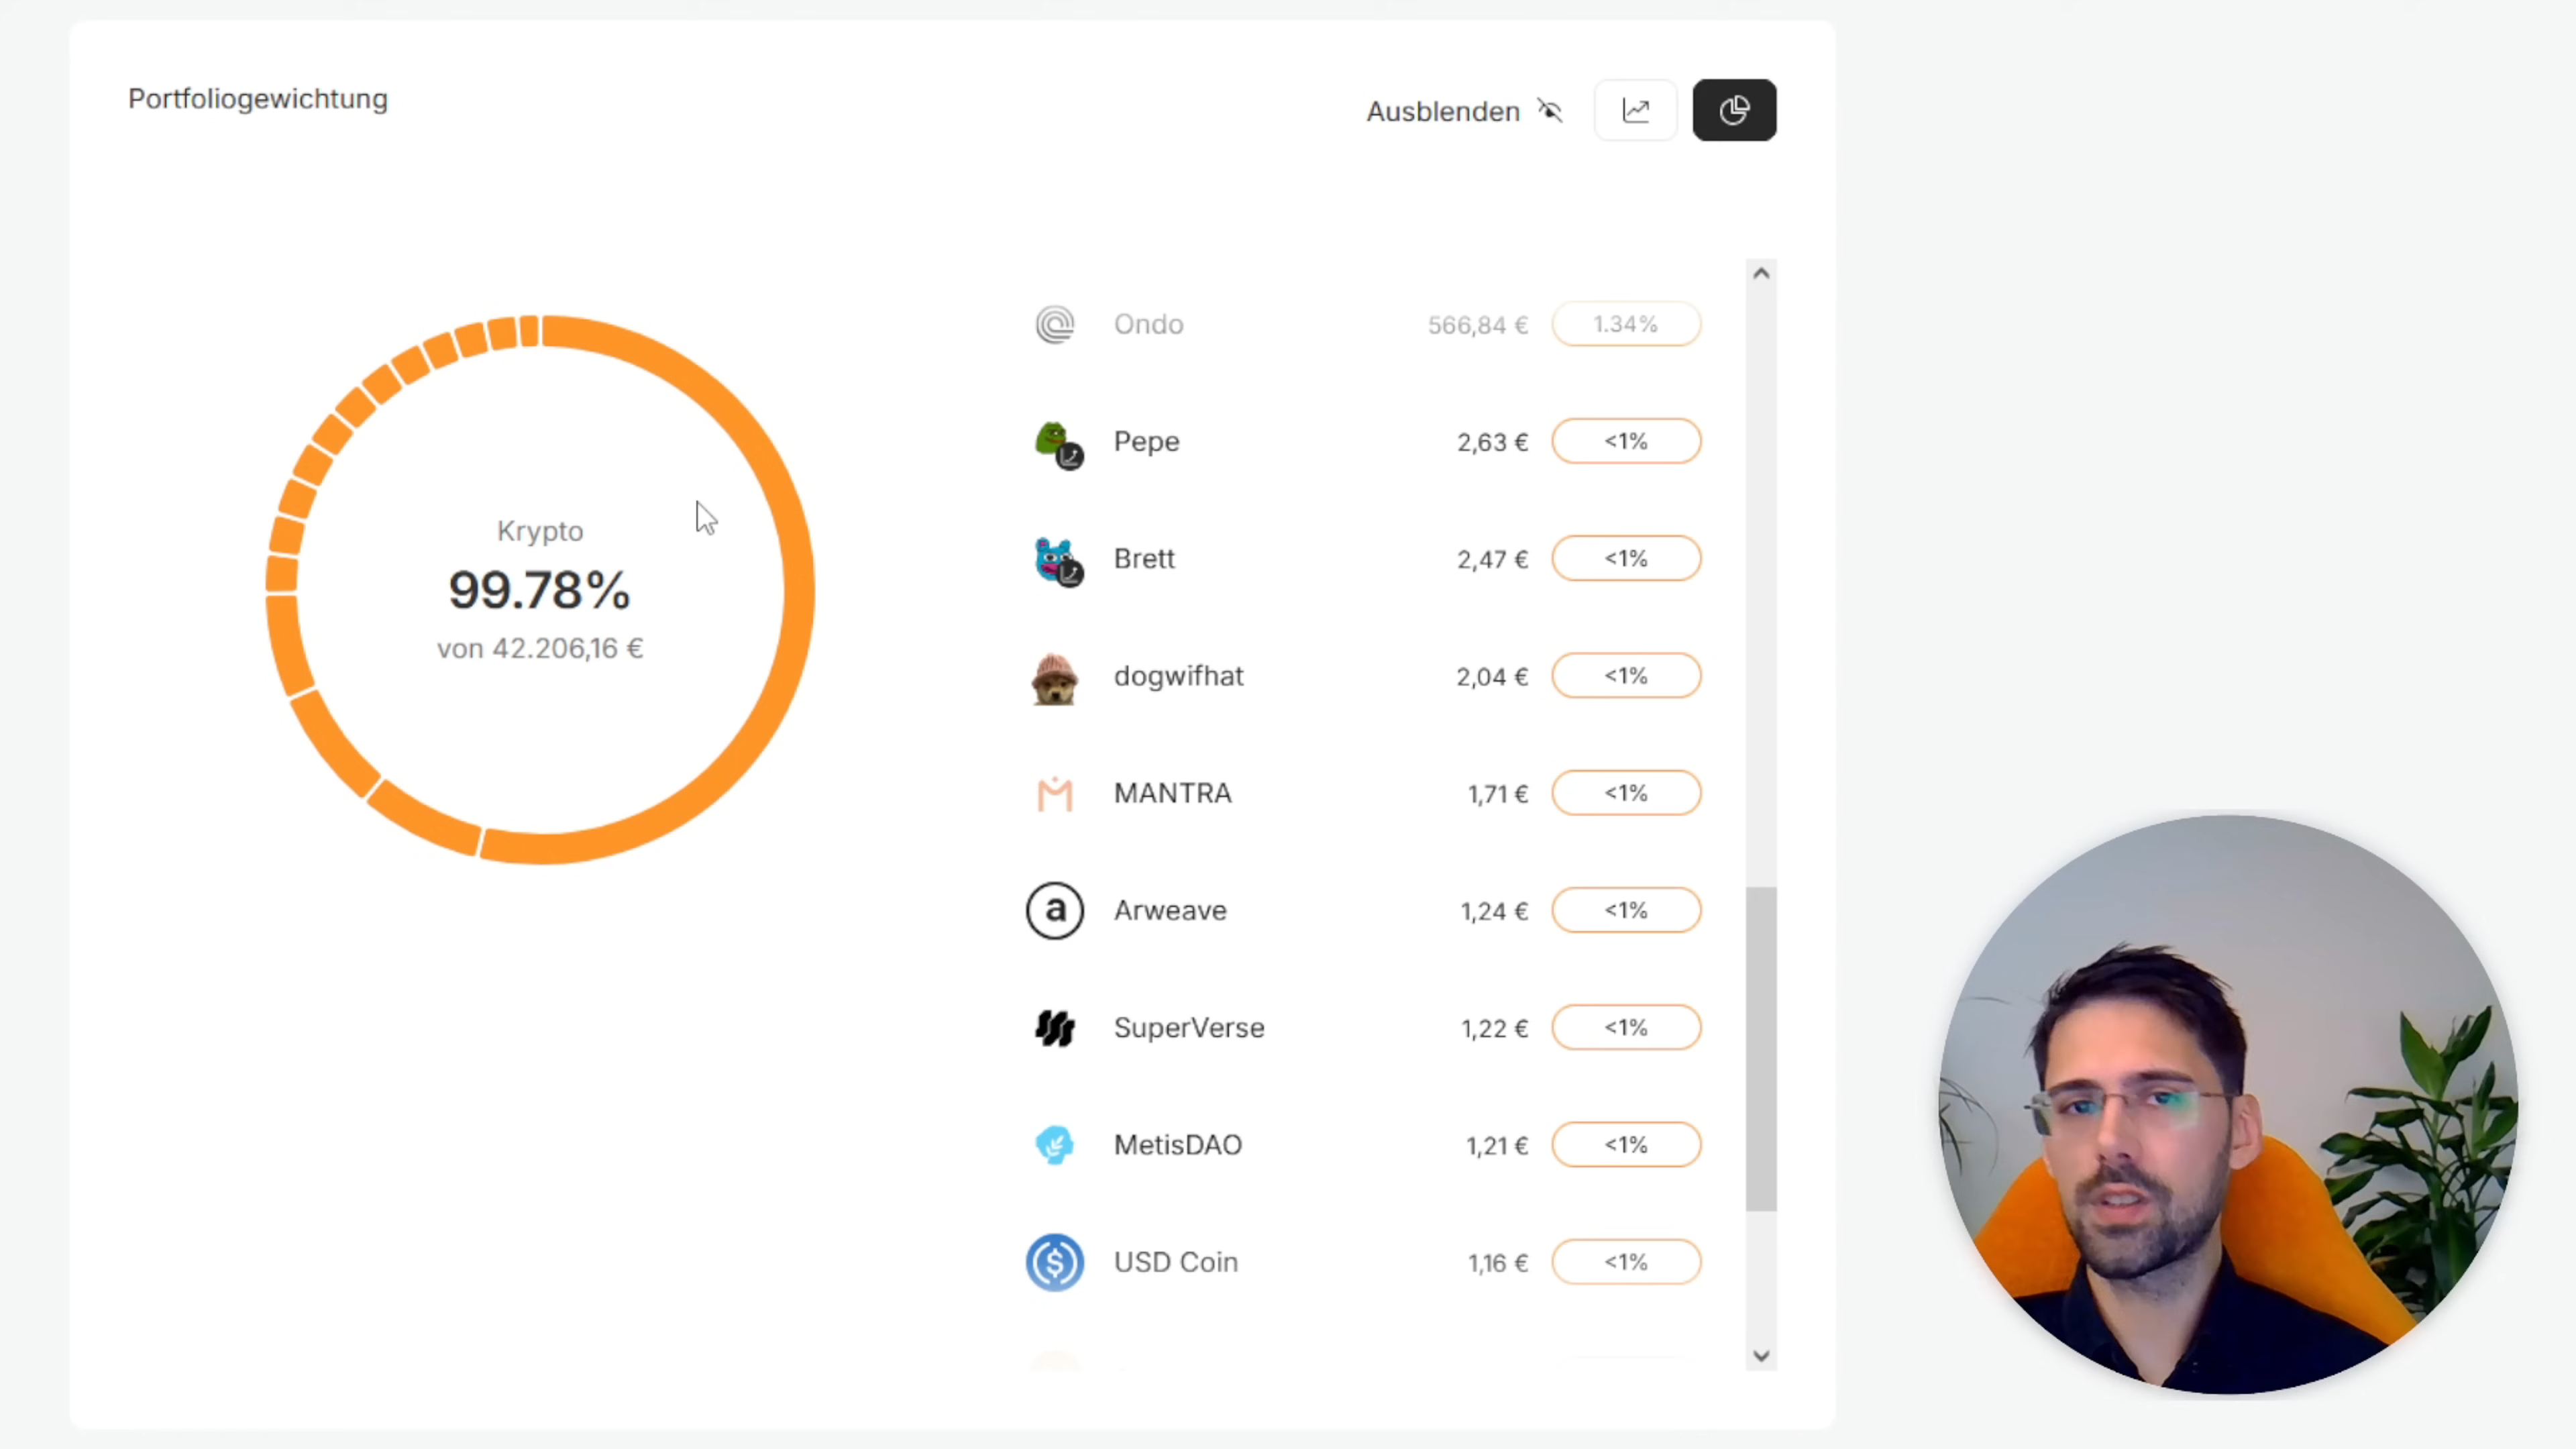 Portfoliogewichtung
Ausblenden
Krypto
99.78%
von 42.206,16 €
Ondo 566,84 € 1.34%
Pepe 2,63 € <1%
Brett 2,47 € <1%
dogwifhat 2,04 € <1%
MANTRA 1,71 € <1%
a Arweave 1,24 € <1%
SuperVerse 1,22 € <1%
MetisDAO 1,21 € <1%
$ USD Coin 1,16 € <1%